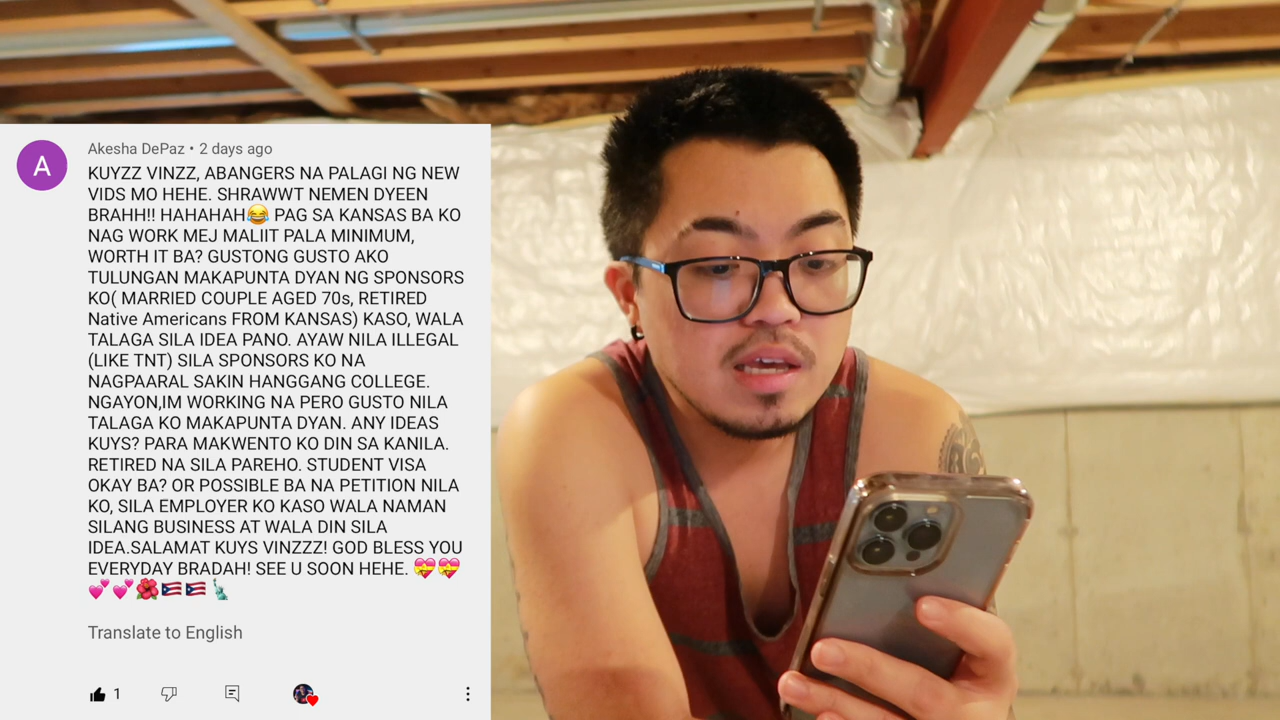 A
Akesha DePaz • 2 days ago
KUYZZ VINZZ, ABANGERS NA PALAGI NG NEW
VIDS MO HEHE. SHRAWWT NEMEN DYEEN
BRAHH!! HAHAHAH😂 PAG SA KANSAS BA KO
NAG WORK MEJ MALIIT PALA MINIMUM,
WORTH IT BA? GUSTONG GUSTO AKO
TULUNGAN MAKAPUNTA DYAN NG SPONSORS
KO( MARRIED COUPLE AGED 70s, RETIRED
Native Americans FROM KANSAS) KASO, WALA
TALAGA SILA IDEA PANO. AYAW NILA ILLEGAL
(LIKE TNT) SILA SPONSORS KO NA
NAGPAARAL SAKIN HANGGANG COLLEGE.
NGAYON,IM WORKING NA PERO GUSTO NILA
TALAGA KO MAKAPUNTA DYAN. ANY IDEAS
KUYS? PARA MAKWENTO KO DIN SA KANILA.
RETIRED NA SILA PAREHO. STUDENT VISA
OKAY BA? OR POSSIBLE BA NA PETITION NILA
KO, SILA EMPLOYER KO KASO WALA NAMAN
SILANG BUSINESS AT WALA DIN SILA
IDEA.SALAMAT KUYS VINZZZ! GOD BLESS YOU
EVERYDAY BRADAH! SEE U SOON HEHE. 💝💝
💕💕🌺🇵🇷🇵🇷🗽
Translate to English
1